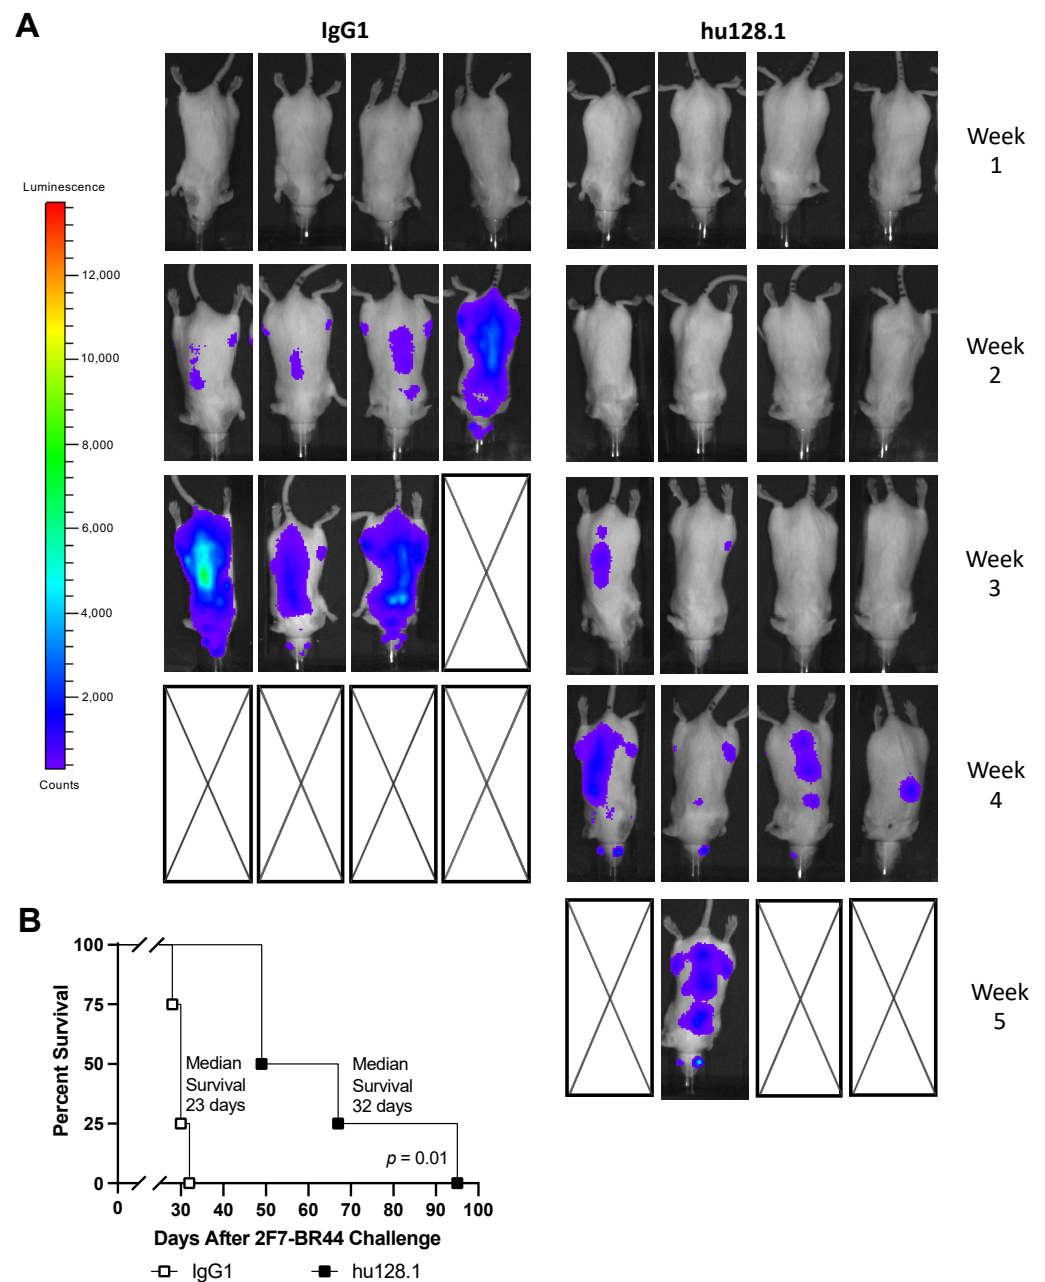 A
IgG1
hu128.1
Week
1
Luminescence
12,000
10,000
8,000
6,000
4,000
2,000
Counts
Week
2
Week
3
Week
4
Week
5
B
Percent Survival
100
75
50
25
0
Median
Survival
23 days
Median
Survival
32 days
p = 0.01
0 30 40 50 60 70 80 90 100
Days After 2F7-BR44 Challenge
IgG1 hu128.1